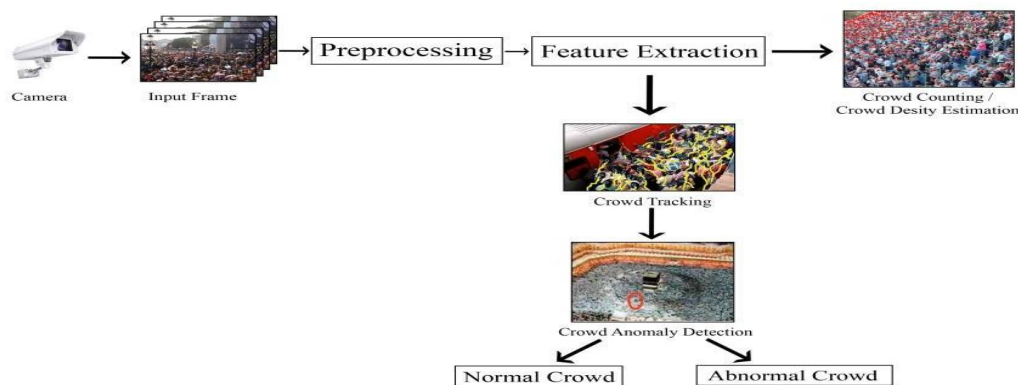 Preprocessing
Feature Extraction
Camera
Input Frame
Crowd Counting /
Crowd Desity Estimation
Crowd Tracking
Crowd Anomaly Detection
Normal Crowd
Abnormal Crowd